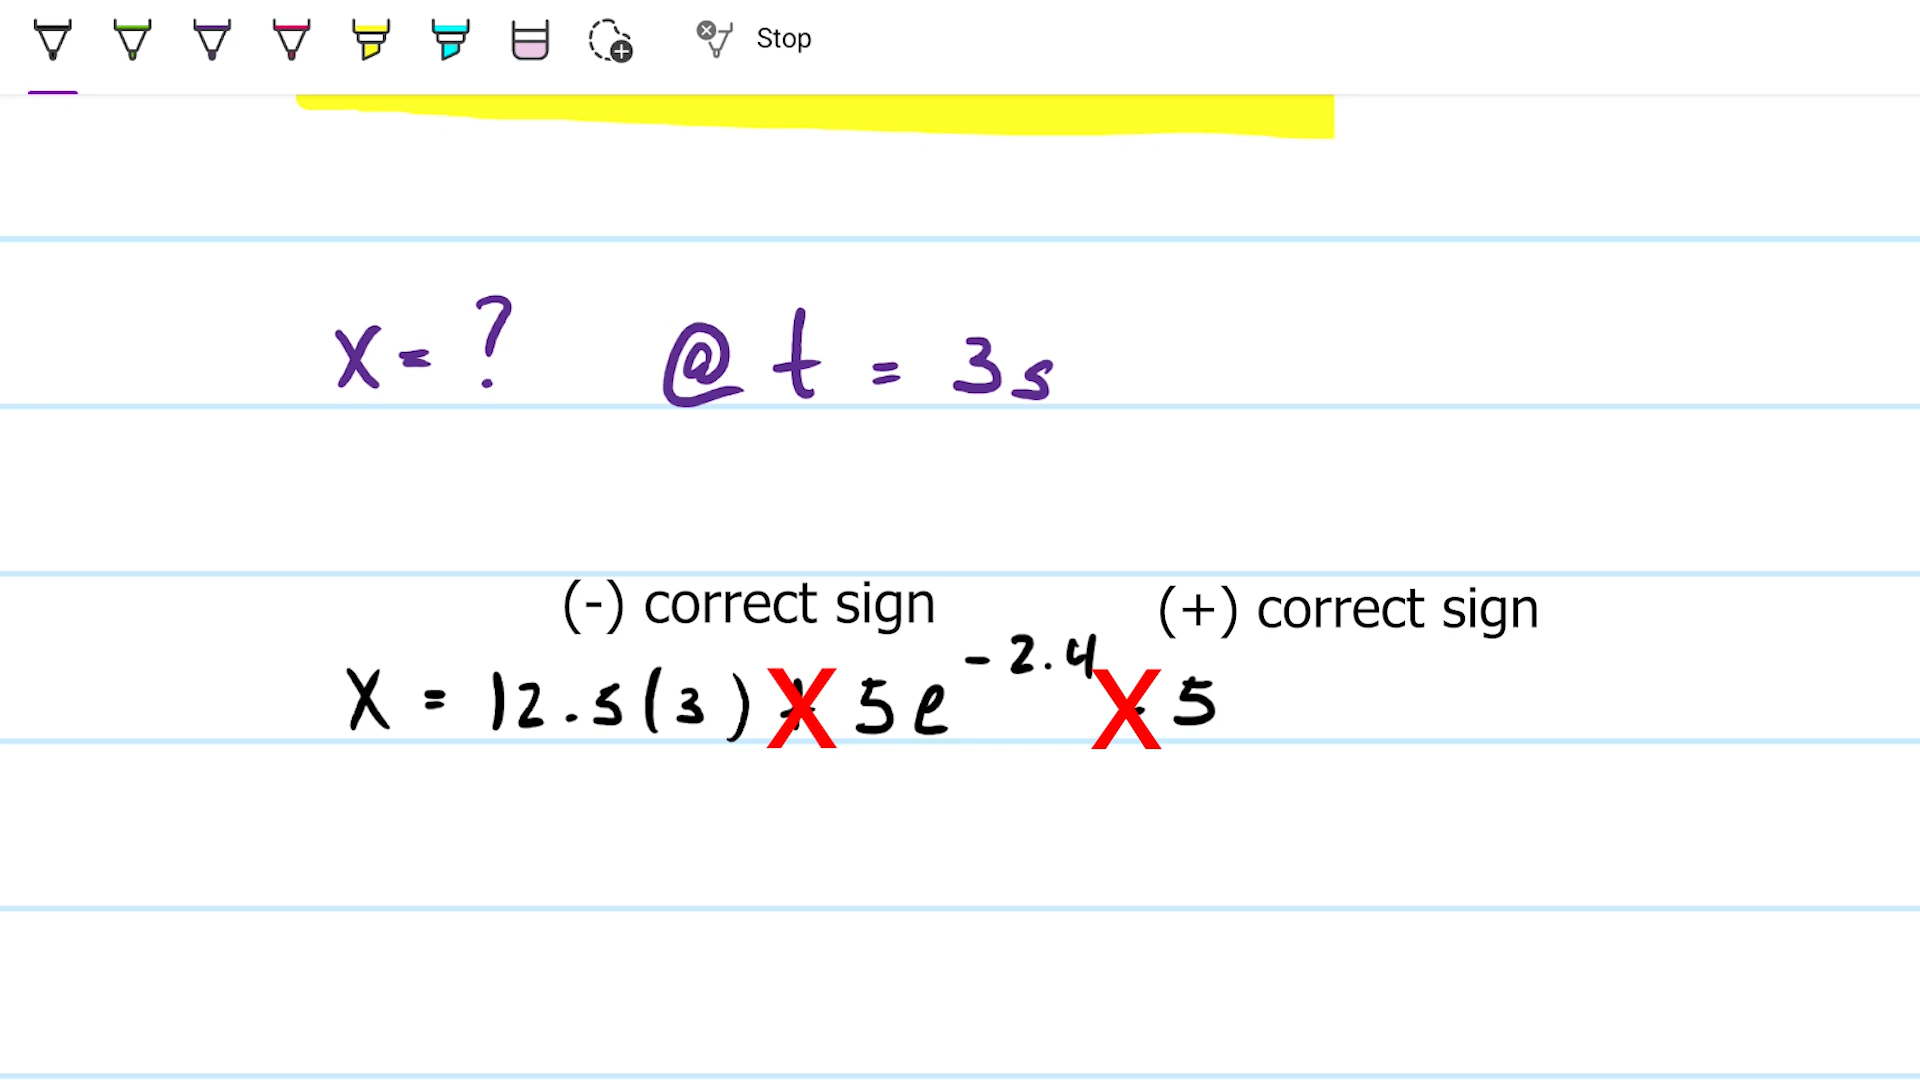 Stop
x = ? @ t = 3s
(-) correct sign (+) correct sign
X = 12.5(3) X 5e^-2.4 X 5